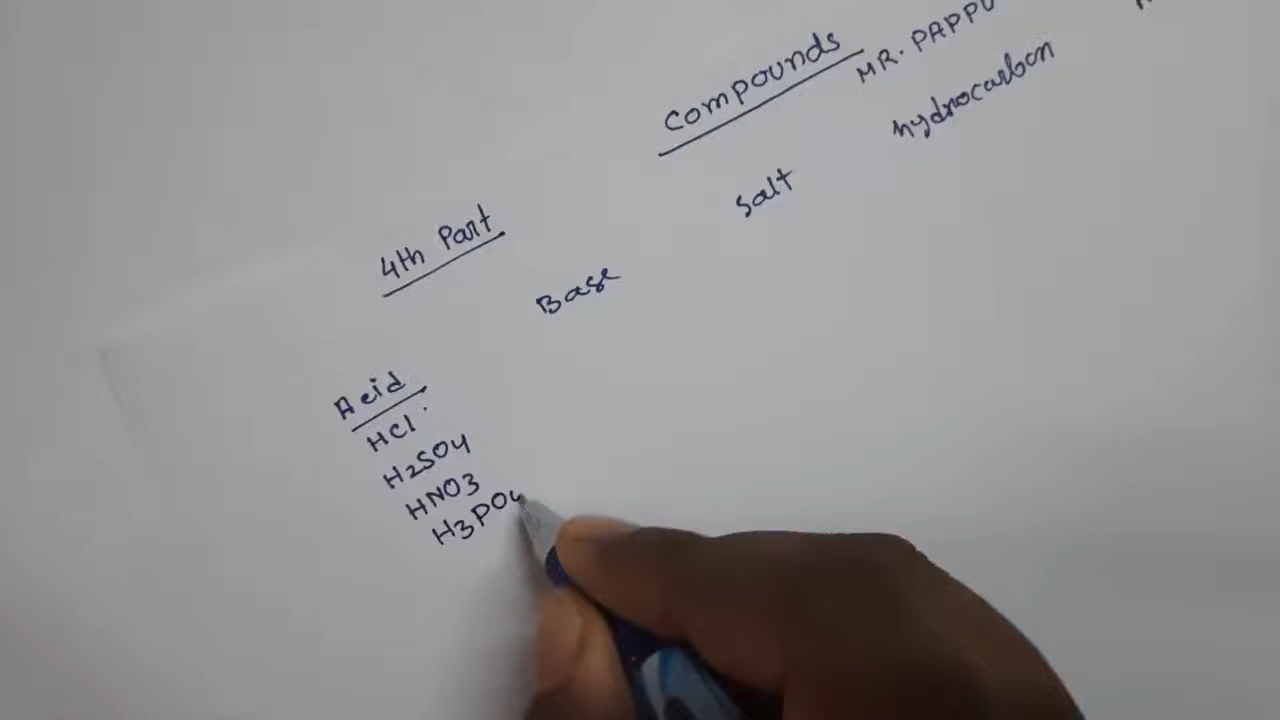 Compounds
MR. PAPPU
4th Part
Acid
Base
Salt
hydrocarbon
HCl
H2SO4
HNO3
H3PO4